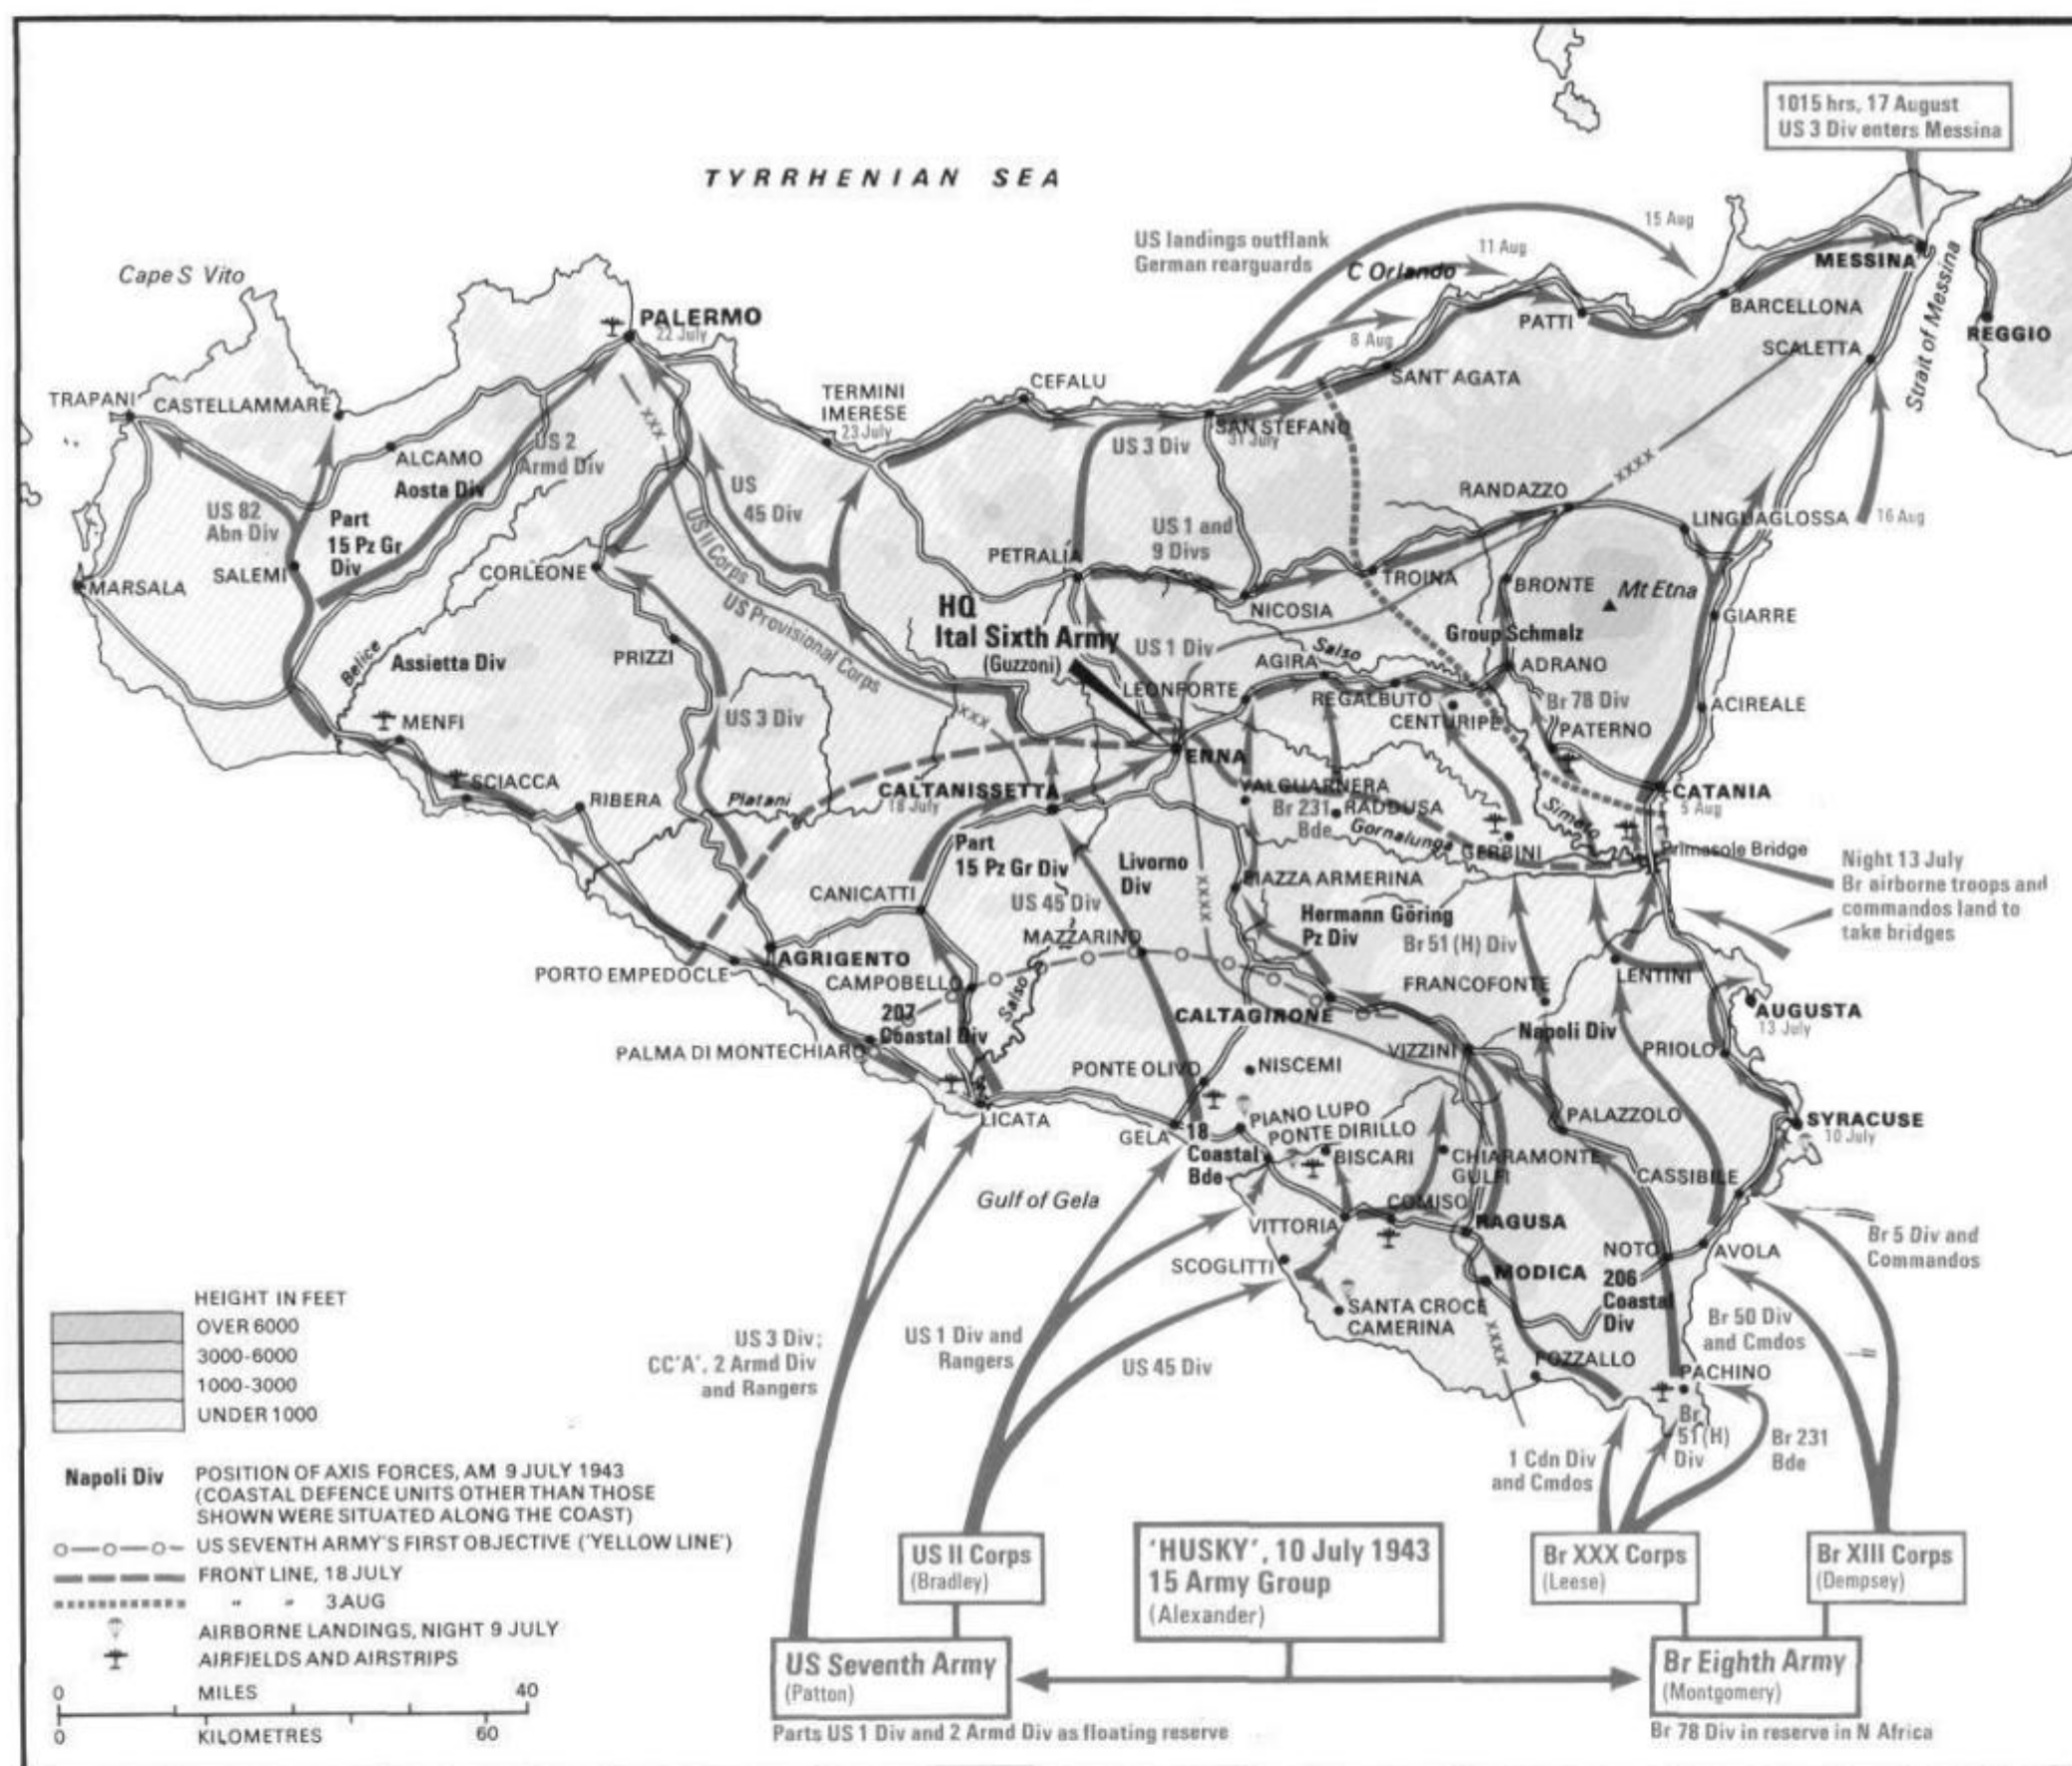 1015 hrs, 17 August
US 3 Div enters Messina
TYRRHENIAN SEA
US landings outflank
German rearguards
15 Aug
11 Aug
8 Aug
C Orlando
Cape S Vito
MESSINA
Strait of Messina
REGGIO
PATTI
BARCELLONA
SCALETTA
PALERMO
22 July
TRAPANI
CASTELLAMMARE
TERMINI
IMERESE
23 July
CEFALU
SANT' AGATA
SAN STEFANO
31 July
US 3 Div
ALCAMO
Aosta Div
US 2
Armd Div
XXX
US 82
Abn Div
Part
15 Pz Gr
Div
US
45 Div
US II Corps
US Provisional Corps
XXX
XXXX
RANDAZZO
LINGUAGLOSSA
16 Aug
US 1 and
9 Divs
PETRALIA
NICOSIA
TROINA
BRONTE
Mt Etna
GIARRE
MARSALA
SALEMI
CORLEONE
PRIZZI
Belice
Assietta Div
HQ
Ital Sixth Army
(Guzzoni)
US 1 Div
Group Schmalz
Salso
AGIRA
ADRANO
LEONFORTE
REGALBUTO
CENTURIPE
Br 78 Div
PATERNO
ACIREALE
MENFI
SCIACCA
RIBERA
US 3 Div
Platani
CALTANISSETTA
18 July
ENNA
VALGUARNERA
Br 231
Bde
RADDUSA
Gornalunga
GERBINI
Simeto
CATANIA
5 Aug
Primasole Bridge
Night 13 July
Br airborne troops and
commandos land to
take bridges
Part
15 Pz Gr Div
Livorno
Div
CANICATTI
US 45 Div
XXXX
PIAZZA ARMERINA
Hermann Göring
Pz Div
Br 51 (H) Div
MAZZARINO
AGRIGENTO
PORTO EMPEDOCLE
CAMPOBELLO
Salso
FRANCOFONTE
LENTINI
AUGUSTA
13 July
207
Coastal Div
CALTAGIRONE
Napoli Div
PALMA DI MONTECHIARO
VIZZINI
PRIOLO
PONTE OLIVO
NISCEMI
LICATA
GELA
18
Coastal
Bde
PIANO LUPO
PONTE DIRILLO
BISCARI
CHIARAMONTE
GULFI
PALAZZOLO
SYRACUSE
10 July
CASSIBILE
Gulf of Gela
VITTORIA
COMISO
RAGUSA
SCOGLITTI
MODICA
NOTO
AVOLA
206
Coastal
Div
Br 5 Div and
Commandos
SANTA CROCE
CAMERINA
XXXX
POZZALLO
Br 50 Div
and Cmdos
PACHINO
Br
51 (H)
Div
Br 231
Bde
1 Cdn Div
and Cmdos
US 3 Div;
CC'A', 2 Armd Div
and Rangers
US 1 Div and
Rangers
US 45 Div
HEIGHT IN FEET
OVER 6000
3000-6000
1000-3000
UNDER 1000
Napoli Div POSITION OF AXIS FORCES, AM 9 JULY 1943
(COASTAL DEFENCE UNITS OTHER THAN THOSE
SHOWN WERE SITUATED ALONG THE COAST)
US SEVENTH ARMY'S FIRST OBJECTIVE ('YELLOW LINE')
FRONT LINE, 18 JULY
" " 3 AUG
AIRBORNE LANDINGS, NIGHT 9 JULY
AIRFIELDS AND AIRSTRIPS
0 MILES 40
0 KILOMETRES 60
US II Corps
(Bradley)
'HUSKY', 10 July 1943
15 Army Group
(Alexander)
Br XXX Corps
(Leese)
Br XIII Corps
(Dempsey)
US Seventh Army
(Patton)
Br Eighth Army
(Montgomery)
Parts US 1 Div and 2 Armd Div as floating reserve
Br 78 Div in reserve in N Africa